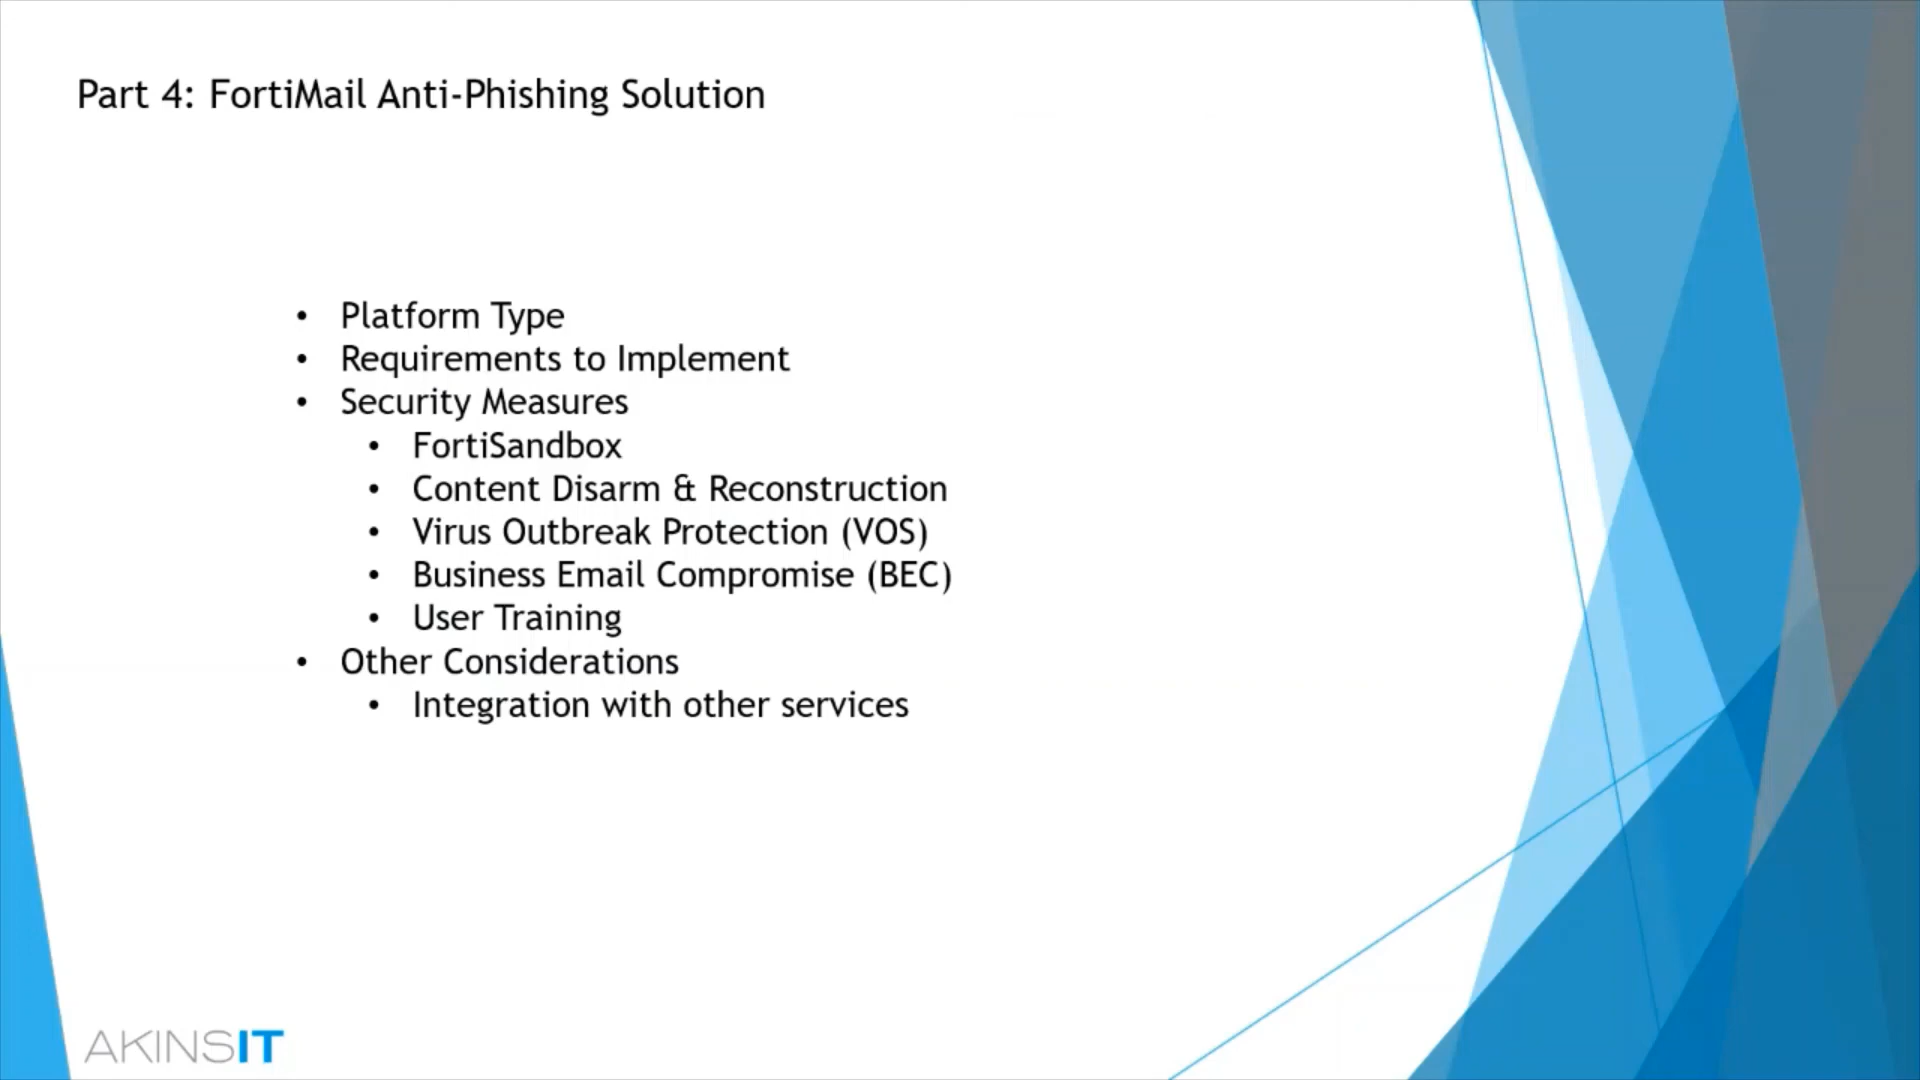 Part 4: FortiMail Anti-Phishing Solution
• Platform Type
• Requirements to Implement
• Security Measures
• FortiSandbox
• Content Disarm & Reconstruction
• Virus Outbreak Protection (VOS)
• Business Email Compromise (BEC)
• User Training
• Other Considerations
• Integration with other services
AKINSIT